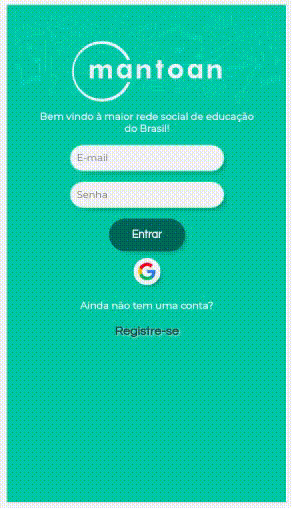 mantoan
Bem vindo à maior rede social de educação
do Brasil!
E-mail
Senha
Entrar
G
Ainda não tem uma conta?
Registre-se